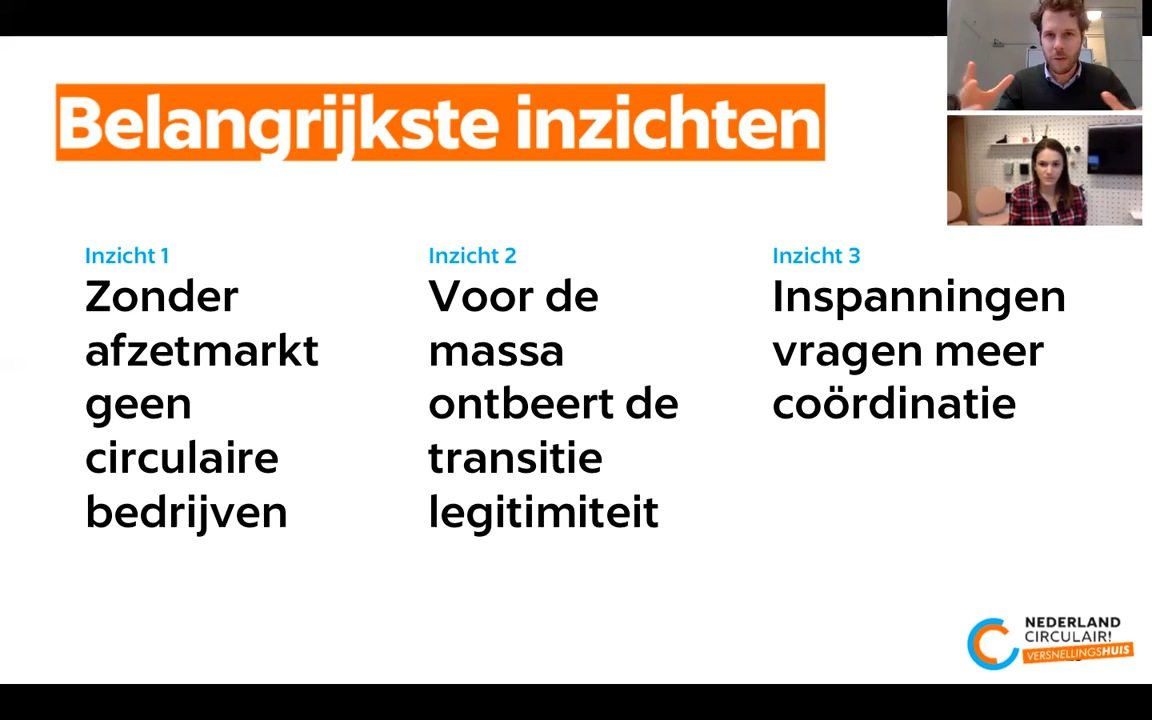 Belangrijkste inzichten
Inzicht 1
Zonder
afzetmarkt
geen
circulaire
bedrijven
Inzicht 2
Voor de
massa
ontbeert de
transitie
legitimiteit
Inzicht 3
Inspanningen
vragen meer
coördinatie
NEDERLAND
CIRCULAIR!
VERSNELLINGSHUIS